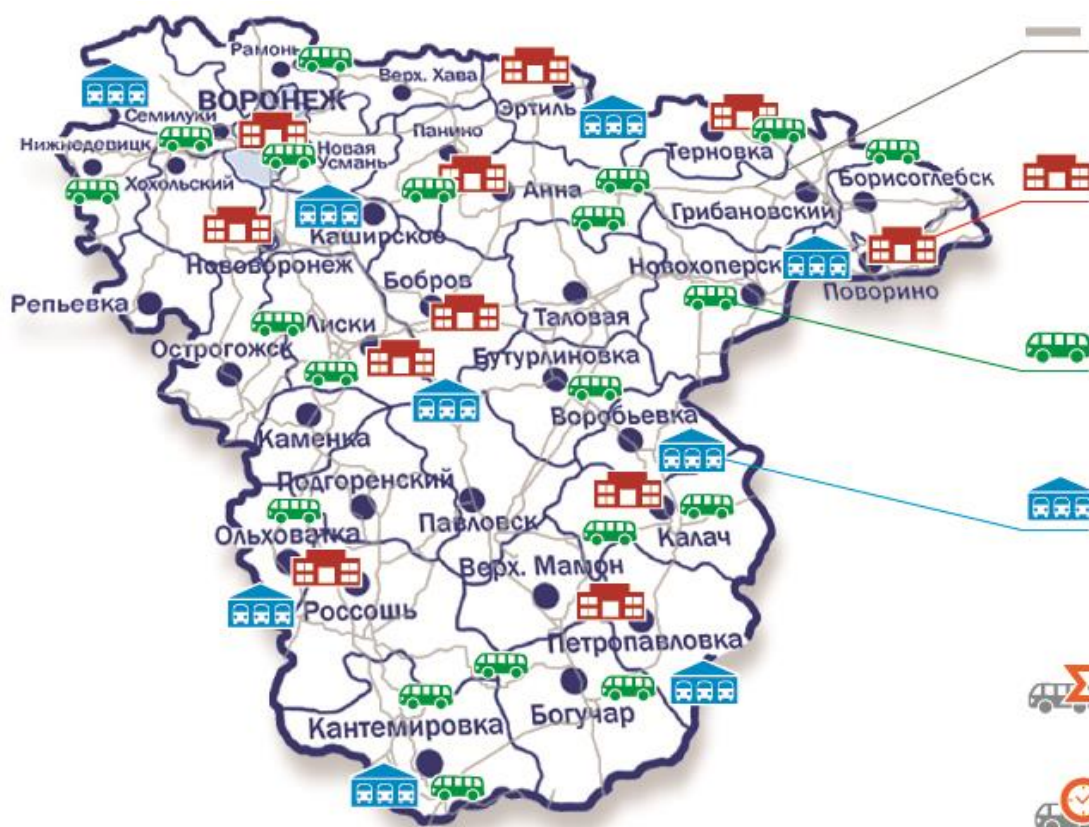 Рамонь
Верх. Хава
ВОРОНЕЖ
Эртиль
Семилуки
Панино
Нижнедевицк
Новая
Усмань
Терновка
Хохольский
Анна
Борисоглебск
Грибановский
Каширское
Нововоронеж
Бобров
Новохоперск
Поворино
Репьевка
Лиски
Таловая
Острогожск
Бутурлиновка
Воробьевка
Каменка
Подгоренский
Павловск
Калач
Ольховатка
Верх. Мамон
Россошь
Петропавловка
Богучар
Кантемировка